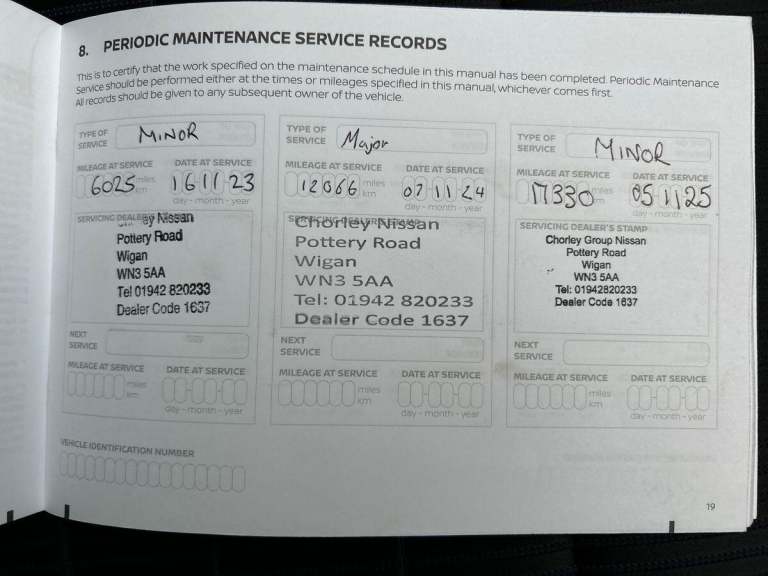 8. PERIODIC MAINTENANCE SERVICE RECORDS
This is to certify that the work specified on the maintenance schedule in this manual has been completed. Periodic Maintenance
Service should be performed either at the times or mileages specified in this manual, whichever comes first.
All records should be given to any subsequent owner of the vehicle.
TYPE OF SERVICE MINOR
MILEAGE AT SERVICE DATE AT SERVICE
6025 miles km 16 11 23
day - month - year
SERVICING DEALER'S STAMP
ey Nissan
Pottery Road
Wigan
WN3 5AA
Tel 01942 820233
Dealer Code 1637
NEXT SERVICE
MILEAGE AT SERVICE DATE AT SERVICE
miles km
day - month - year
TYPE OF SERVICE Major
MILEAGE AT SERVICE DATE AT SERVICE
12066 miles km 07 11 24
day - month - year
SERVICING DEALER'S STAMP
Chorley Nissan
Pottery Road
Wigan
WN3 5AA
Tel: 01942 820233
Dealer Code 1637
NEXT SERVICE
MILEAGE AT SERVICE DATE AT SERVICE
miles km
day - month - year
TYPE OF SERVICE MINOR
MILEAGE AT SERVICE DATE AT SERVICE
17330 miles km 05 11 25
day - month - year
SERVICING DEALER'S STAMP
Chorley Group Nissan
Pottery Road
Wigan
WN3 5AA
Tel: 01942820233
Dealer Code 1637
NEXT SERVICE
MILEAGE AT SERVICE DATE AT SERVICE
miles km
day - month - year
VEHICLE IDENTIFICATION NUMBER
19